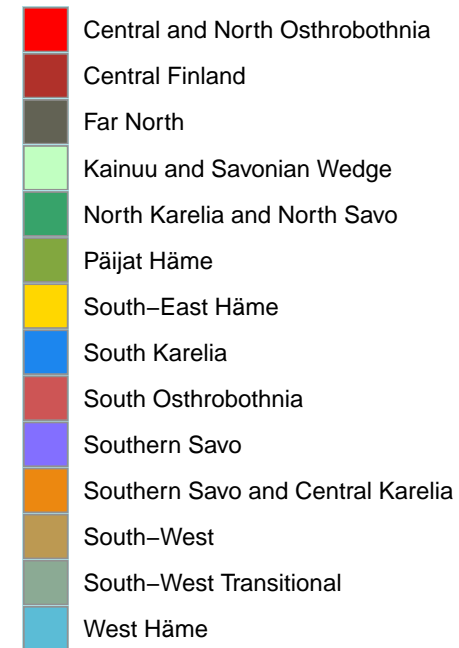 Central and North Osthrobothnia
Central Finland
Far North
Kainuu and Savonian Wedge
North Karelia and North Savo
Päijat Häme
South−East Häme
South Karelia
South Osthrobothnia
Southern Savo
Southern Savo and Central Karelia
South−West
South−West Transitional
West Häme